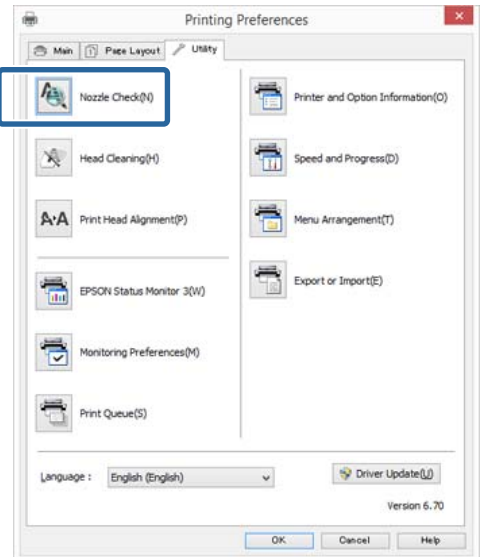 Printing Preferences
Main
Page Layout
Utility
Nozzle Check(N)
Printer and Option Information(O)
Head Cleaning(H)
Speed and Progress(D)
A·A
Print Head Alignment(P)
Menu Arrangement(T)
EPSON Status Monitor 3(W)
Export or Import(E)
Monitoring Preferences(M)
Print Queue(S)
Language :
English (English)
Driver Update(U)
Version 6.70
OK
Cancel
Help